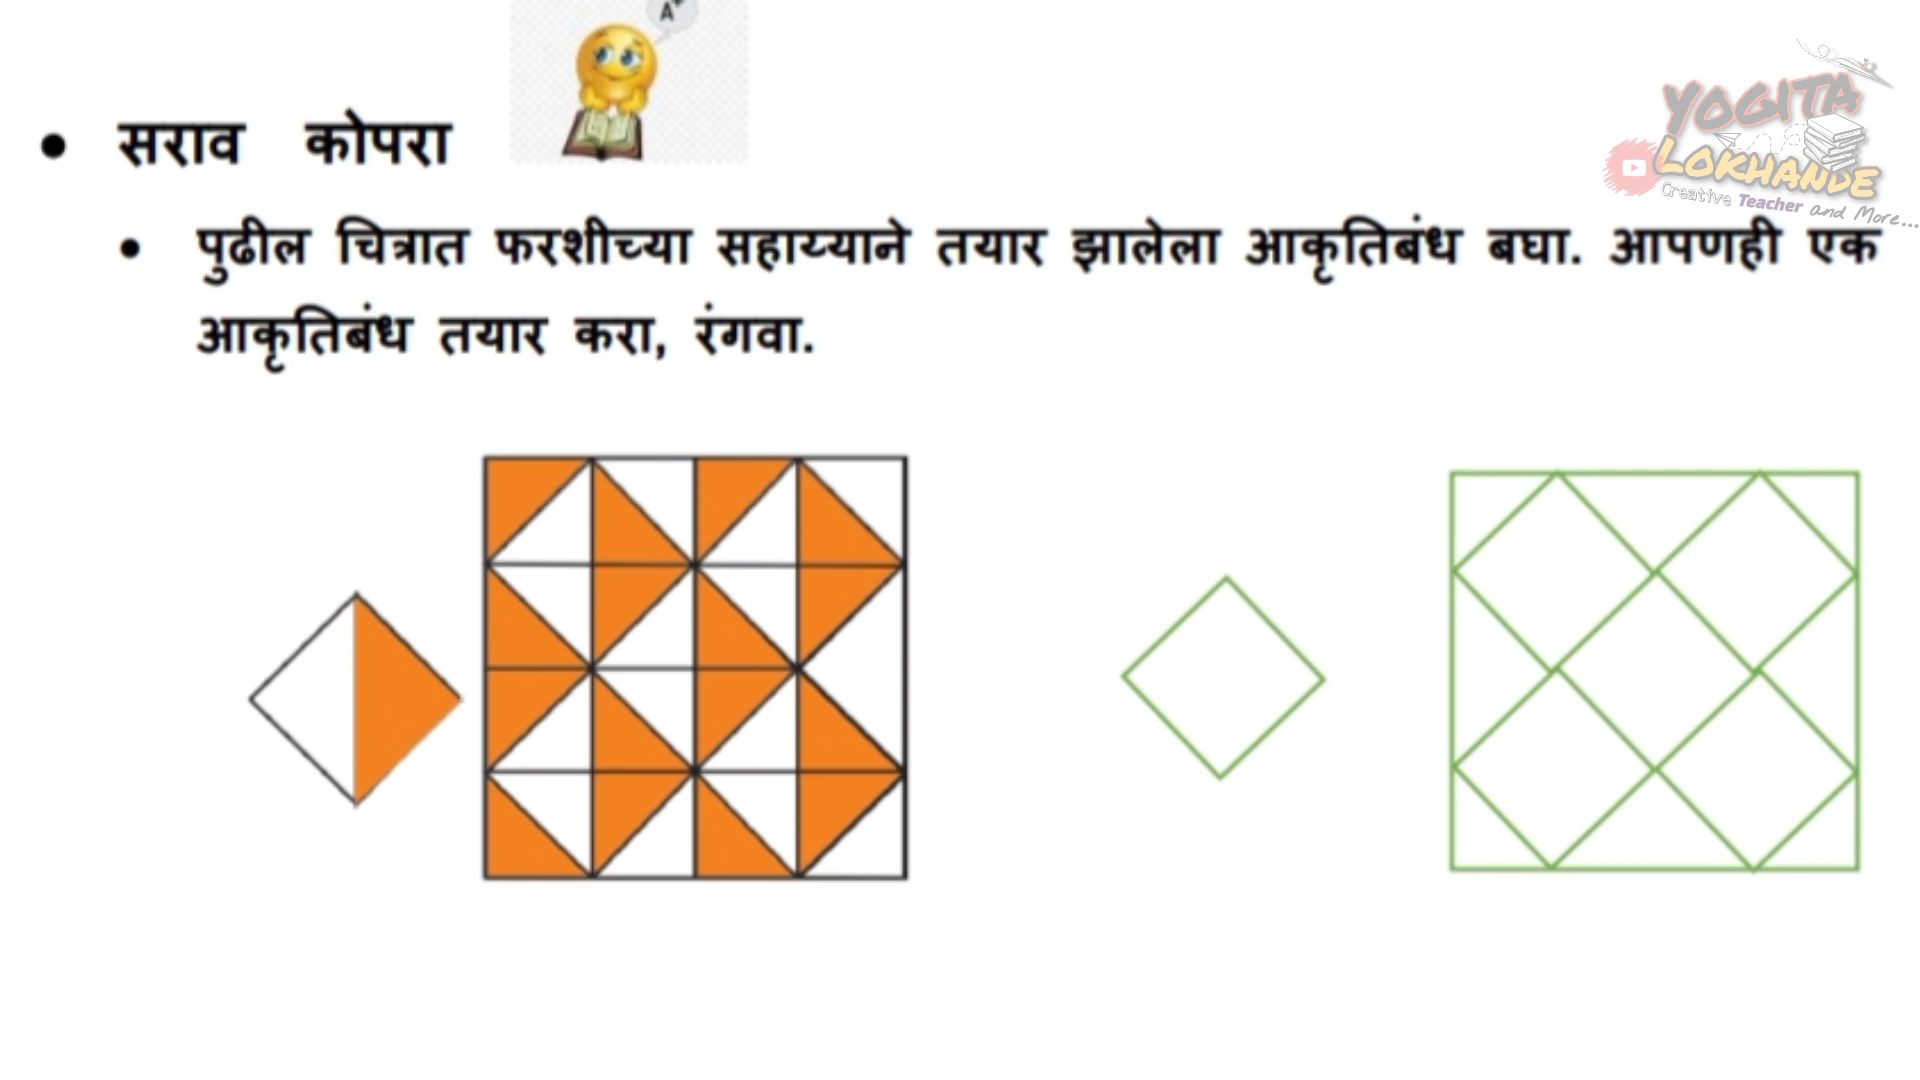 A+
सराव कोपरा
YOGITA
LOKHANDE
Creative Teacher and More...
पुढील चित्रात फरशीच्या सहाय्याने तयार झालेला आकृतिबंध बघा. आपणही एक
आकृतिबंध तयार करा, रंगवा.